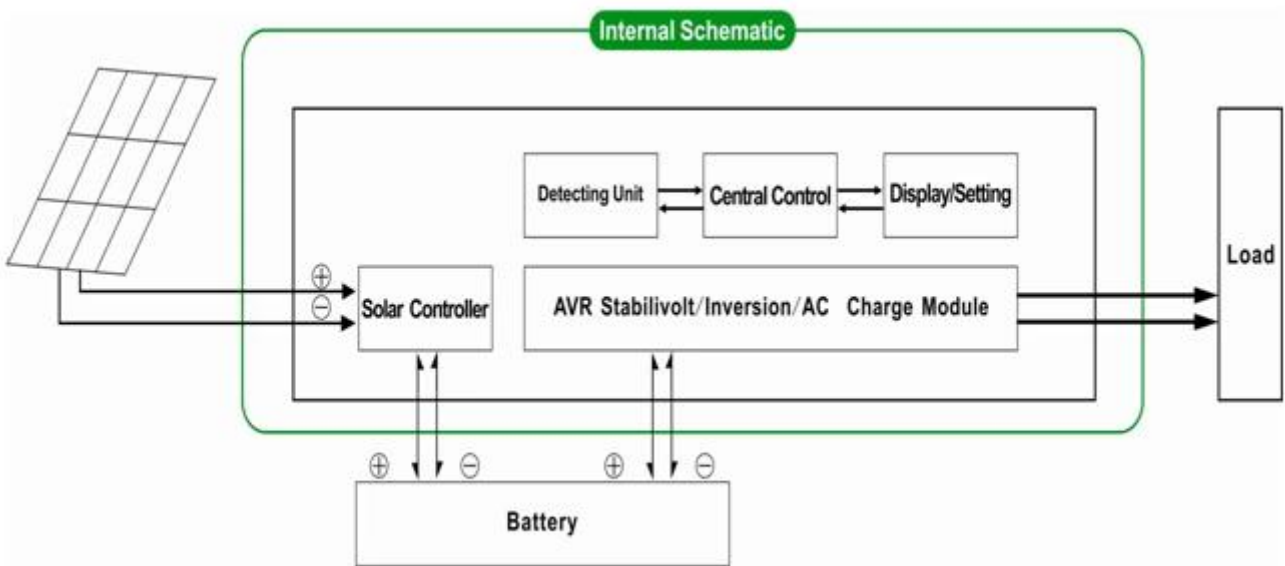 Internal Schematic
Detecting Unit
Central Control
Display/Setting
Load
⊕
⊖
Solar Controller
AVR Stabilivolt/Inversion/AC Charge Module
⊕ ⊖ ⊕ ⊖
Battery